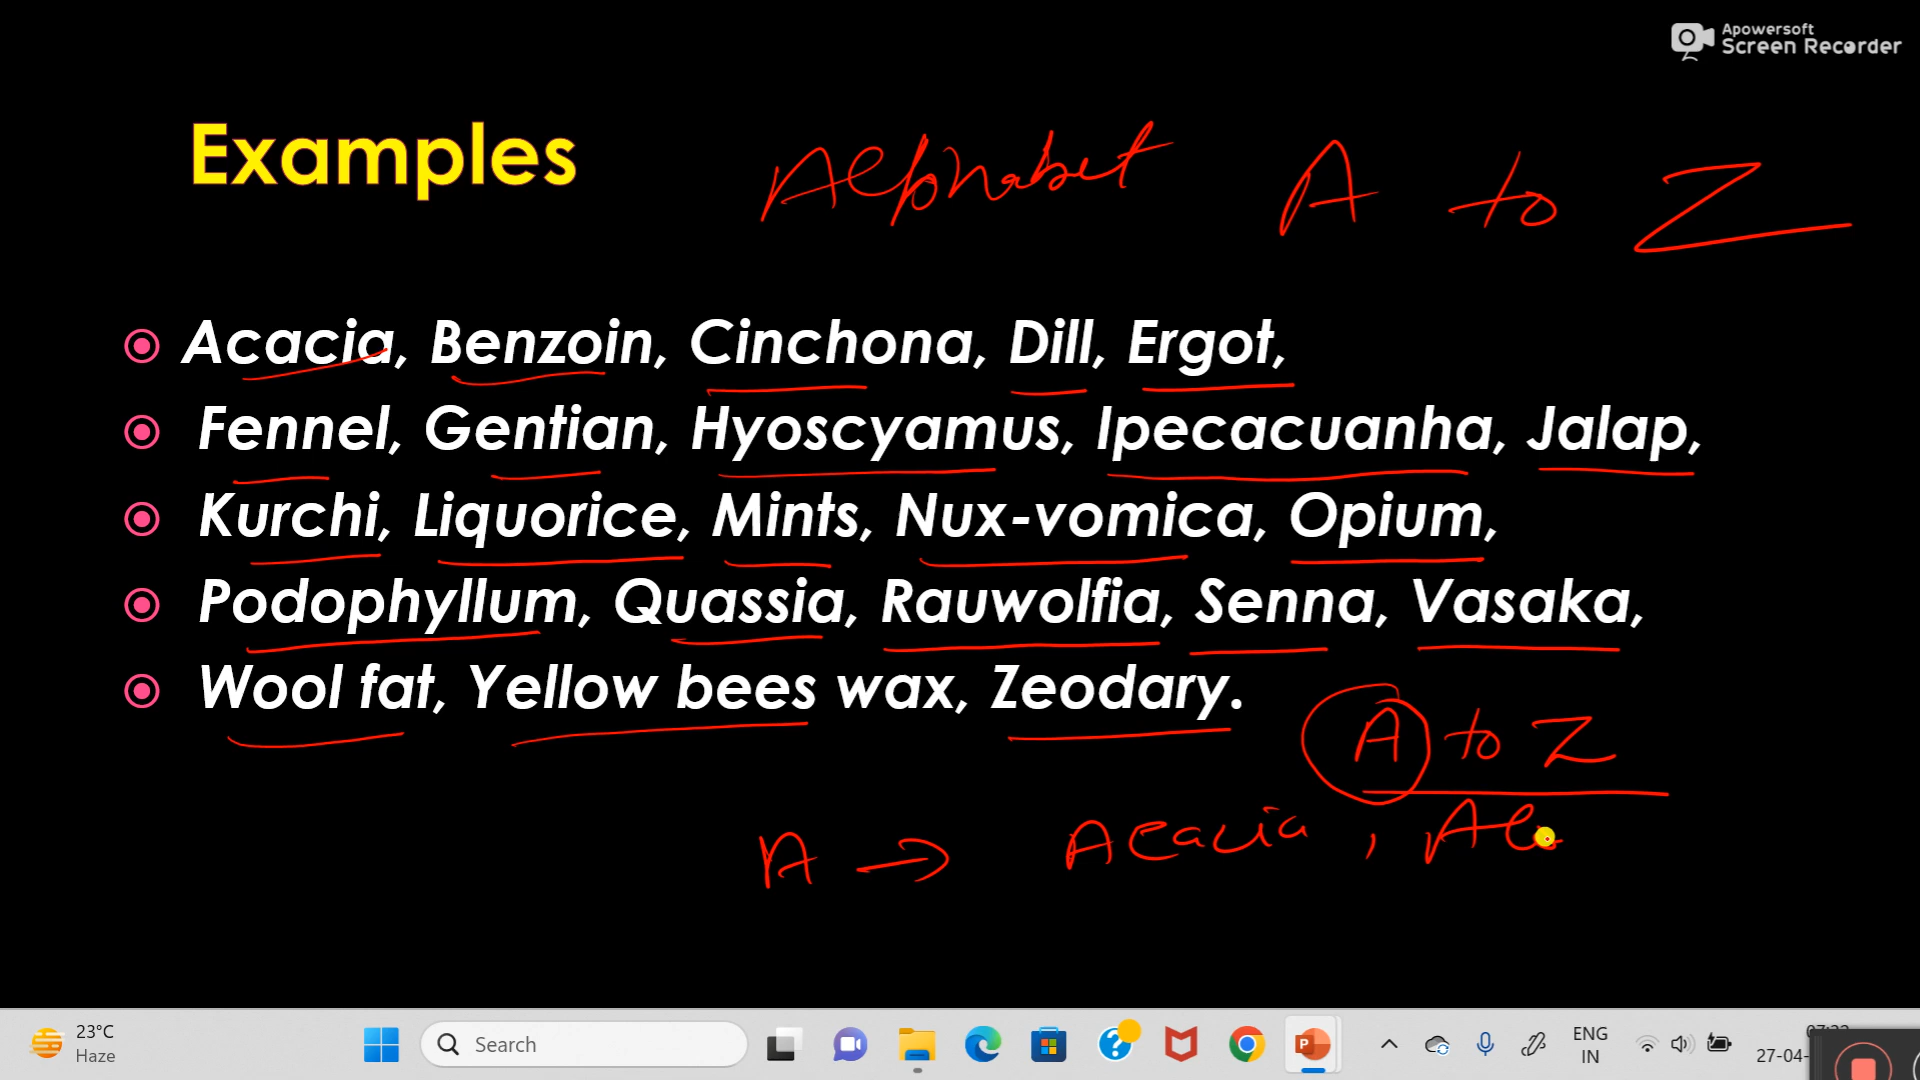 Apowersoft
Screen Recorder
Examples Alphabet A to Z
Acacia, Benzoin, Cinchona, Dill, Ergot,
Fennel, Gentian, Hyoscyamus, Ipecacuanha, Jalap,
Kurchi, Liquorice, Mints, Nux-vomica, Opium,
Podophyllum, Quassia, Rauwolfia, Senna, Vasaka,
Wool fat, Yellow bees wax, Zeodary.
A to Z
A → Acacia, Al
23°C
Haze
Search
ENG
IN
27-04-